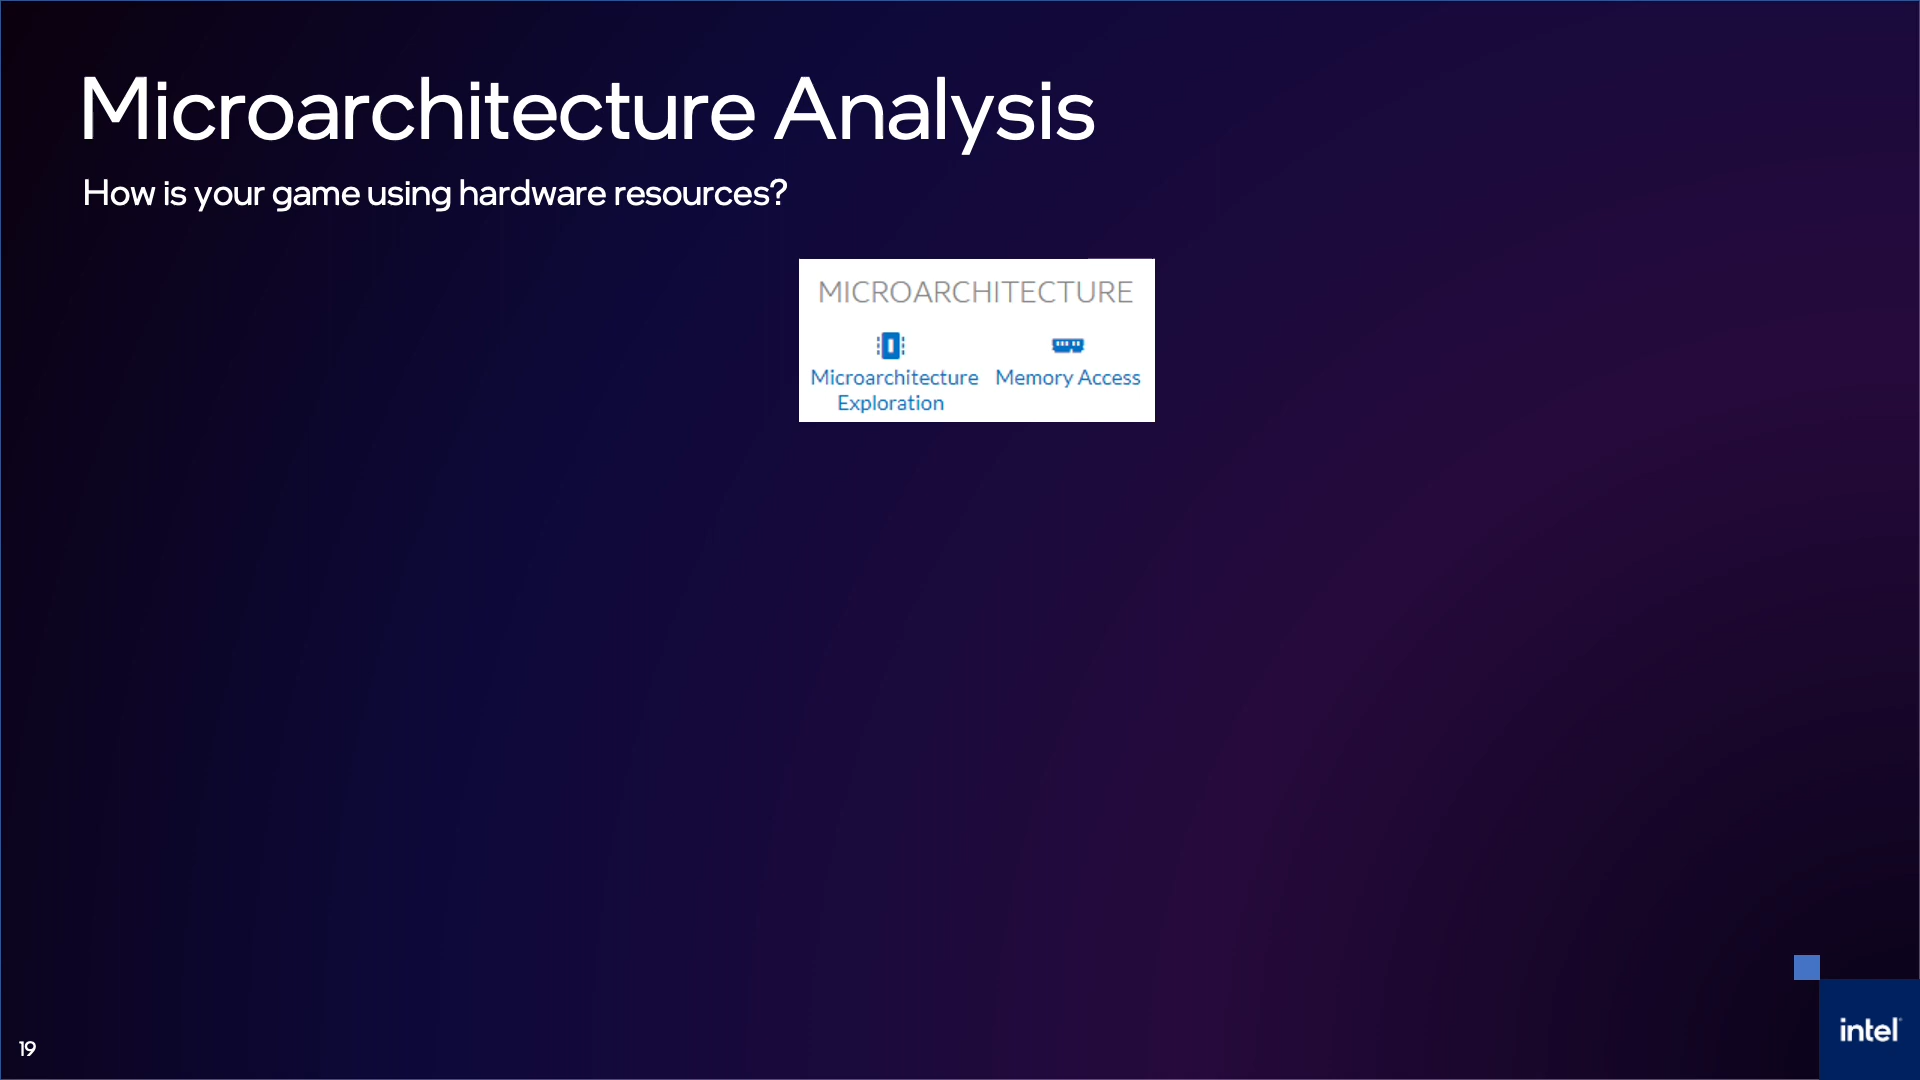 Microarchitecture Analysis
How is your game using hardware resources?
MICROARCHITECTURE
Microarchitecture
Exploration
Memory Access
19
intel